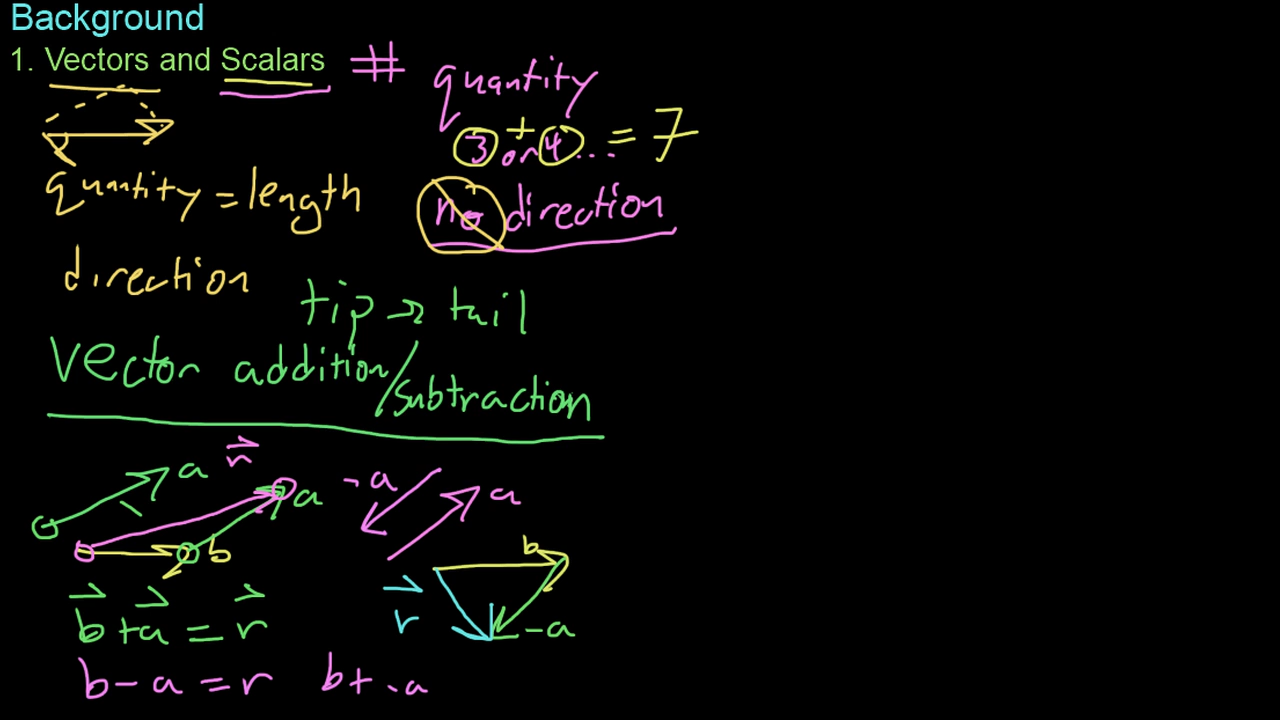 Background
1. Vectors and Scalars #
quantity
3 + or 4 ... = 7
no direction
quantity = length
direction
tip → tail
vector addition/subtraction
a r a
b
-a a
b
-a
r
b + a = r
b - a = r b + -a